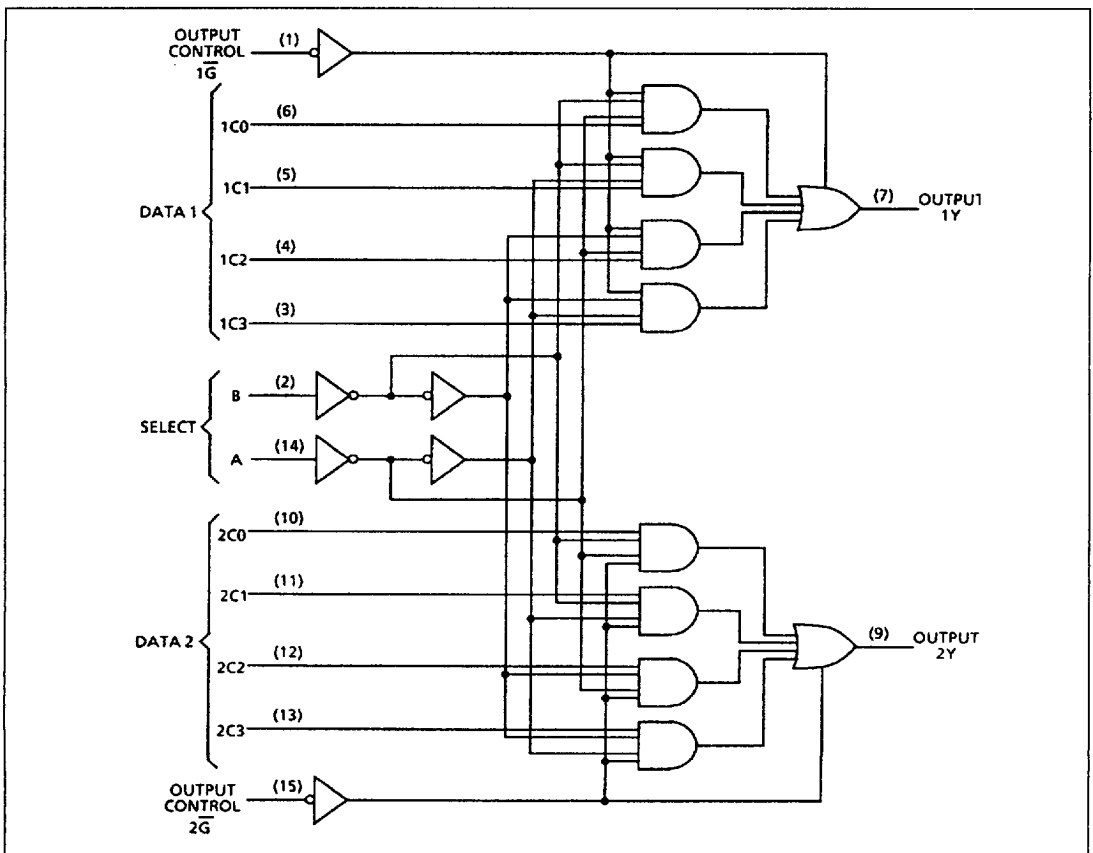 OUTPUT
CONTROL
1G̅
(1)
DATA 1
1C0
(6)
1C1
(5)
1C2
(4)
1C3
(3)
(7)
OUTPUT
1Y
SELECT
B
(2)
A
(14)
DATA 2
2C0
(10)
2C1
(11)
2C2
(12)
2C3
(13)
(9)
OUTPUT
2Y
OUTPUT
CONTROL
2G̅
(15)